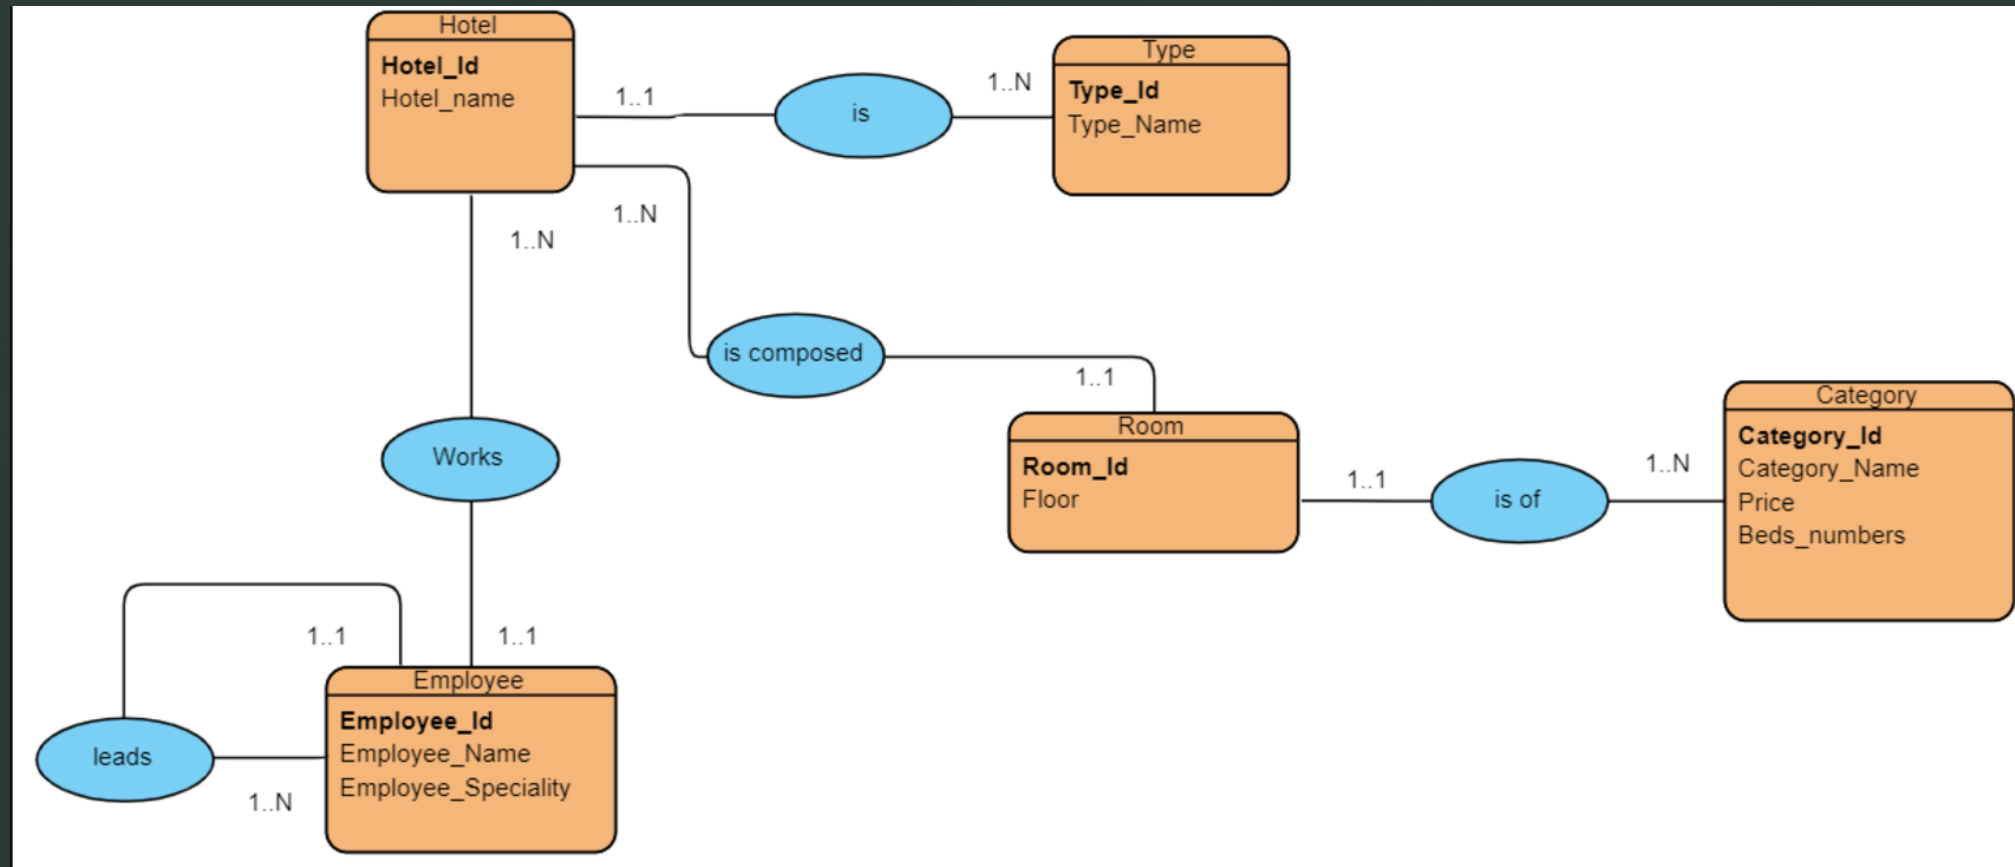 Hotel
Hotel_Id
Hotel_name
1..1
is
1..N
Type
Type_Id
Type_Name
1..N
1..N
is composed
1..1
Room
Room_Id
Floor
1..1
is of
1..N
Category
Category_Id
Category_Name
Price
Beds_numbers
Works
1..1
1..1
Employee
Employee_Id
Employee_Name
Employee_Speciality
leads
1..N